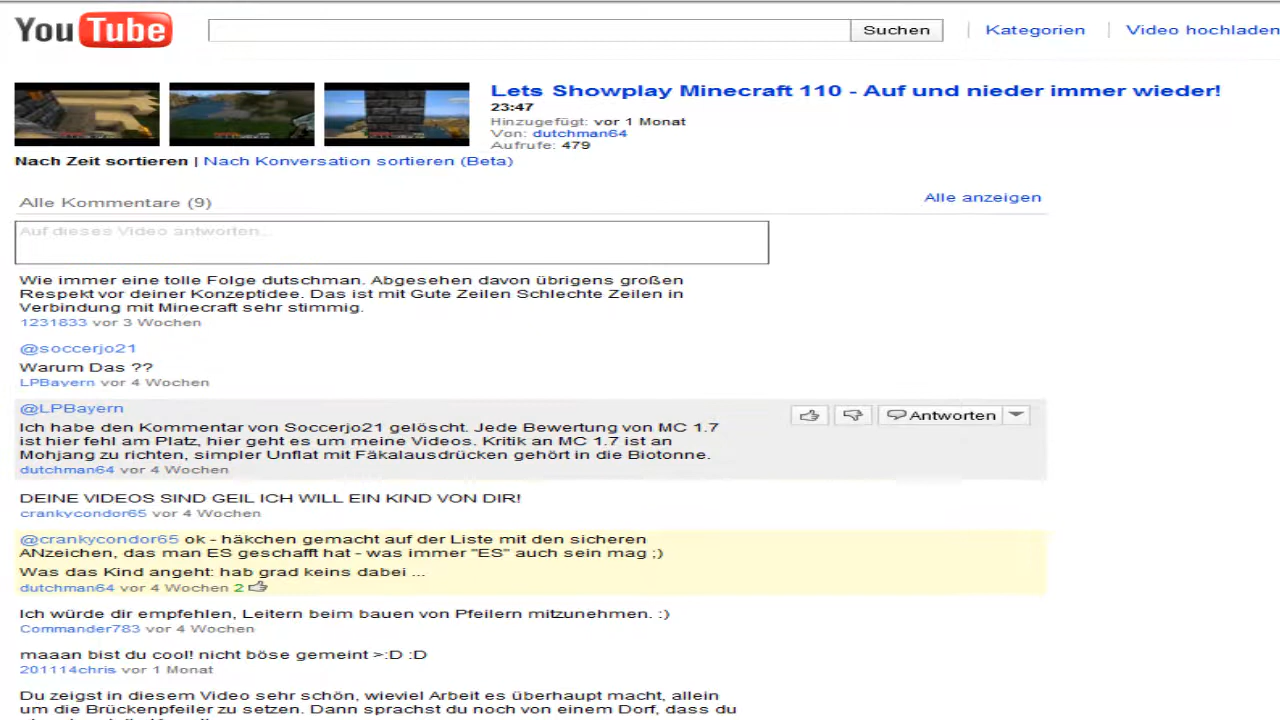 YouTube
Suchen
Kategorien
Video hochladen
Lets Showplay Minecraft 110 - Auf und nieder immer wieder!
23:47
Hinzugefügt: vor 1 Monat
Von: dutchman64
Aufrufe: 479
Nach Zeit sortieren | Nach Konversation sortieren (Beta)
Alle Kommentare (9)
Alle anzeigen
Auf dieses Video antworten...
Wie immer eine tolle Folge dutschman. Abgesehen davon übrigens großen
Respekt vor deiner Konzeptidee. Das ist mit Gute Zeilen Schlechte Zeilen in
Verbindung mit Minecraft sehr stimmig.
1231833 vor 3 Wochen
@soccerjo21
Warum Das ??
LPBayern vor 4 Wochen
@LPBayern
Antworten
Ich habe den Kommentar von Soccerjo21 gelöscht. Jede Bewertung von MC 1.7
ist hier fehl am Platz, hier geht es um meine Videos. Kritik an MC 1.7 ist an
Mohjang zu richten, simpler Unflat mit Fäkalausdrücken gehört in die Biotonne.
dutchman64 vor 4 Wochen
DEINE VIDEOS SIND GEIL ICH WILL EIN KIND VON DIR!
crankycondor65 vor 4 Wochen
@crankycondor65 ok - häkchen gemacht auf der Liste mit den sicheren
ANzeichen, das man ES geschafft hat - was immer "ES" auch sein mag ;)
Was das Kind angeht: hab grad keins dabei ...
dutchman64 vor 4 Wochen 2
Ich würde dir empfehlen, Leitern beim bauen von Pfeilern mitzunehmen. :)
Commander783 vor 4 Wochen
maaan bist du cool! nicht böse gemeint >:D :D
201114chris vor 1 Monat
Du zeigst in diesem Video sehr schön, wieviel Arbeit es überhaupt macht, allein
um die Brückenpfeiler zu setzen. Dann sprachst du noch von einem Dorf, dass du